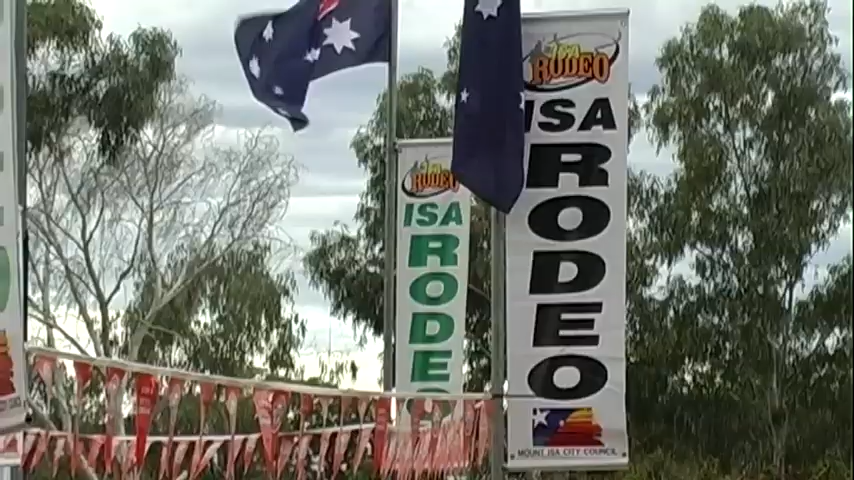 RODEO
ISA
RODEO
ISA
RODEO
RODEO
MOUNT ISA CITY COUNCIL